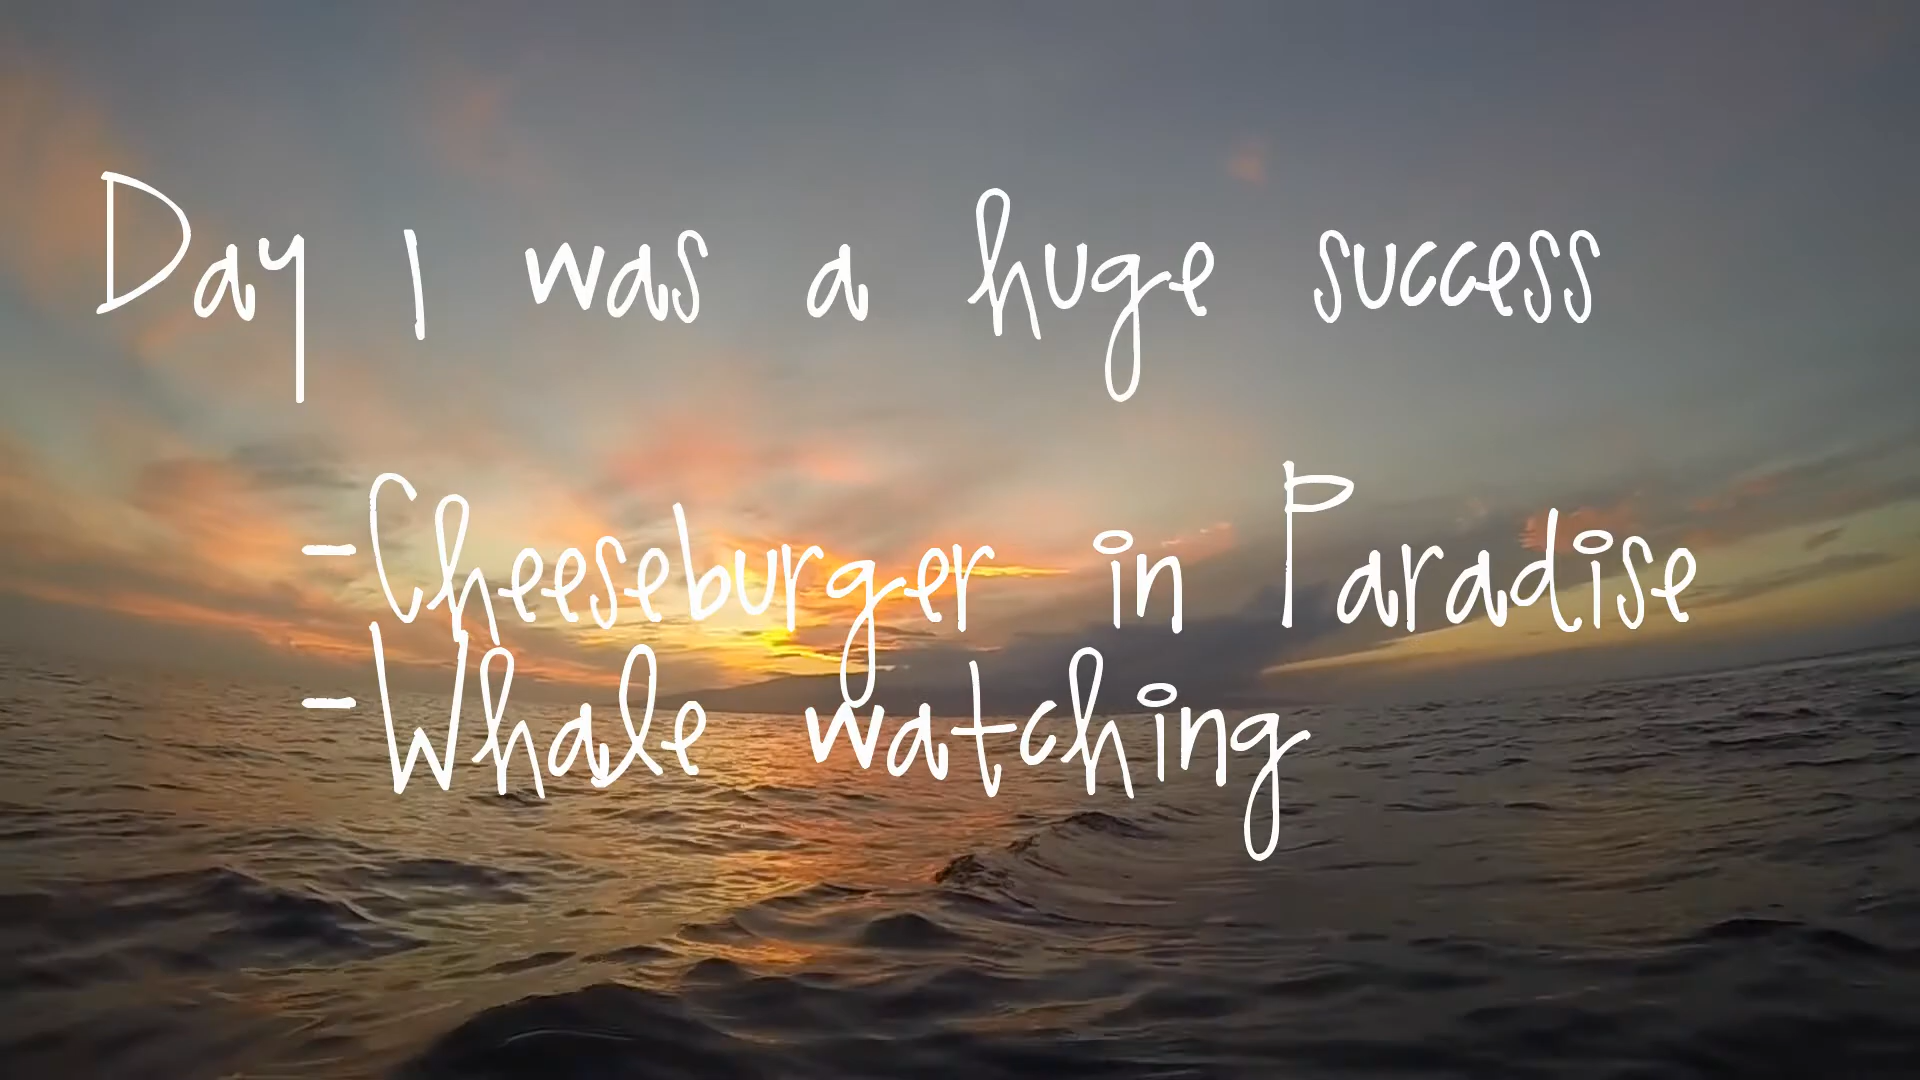 Day 1 was a huge success
-Cheeseburger in Paradise
-Whale watching